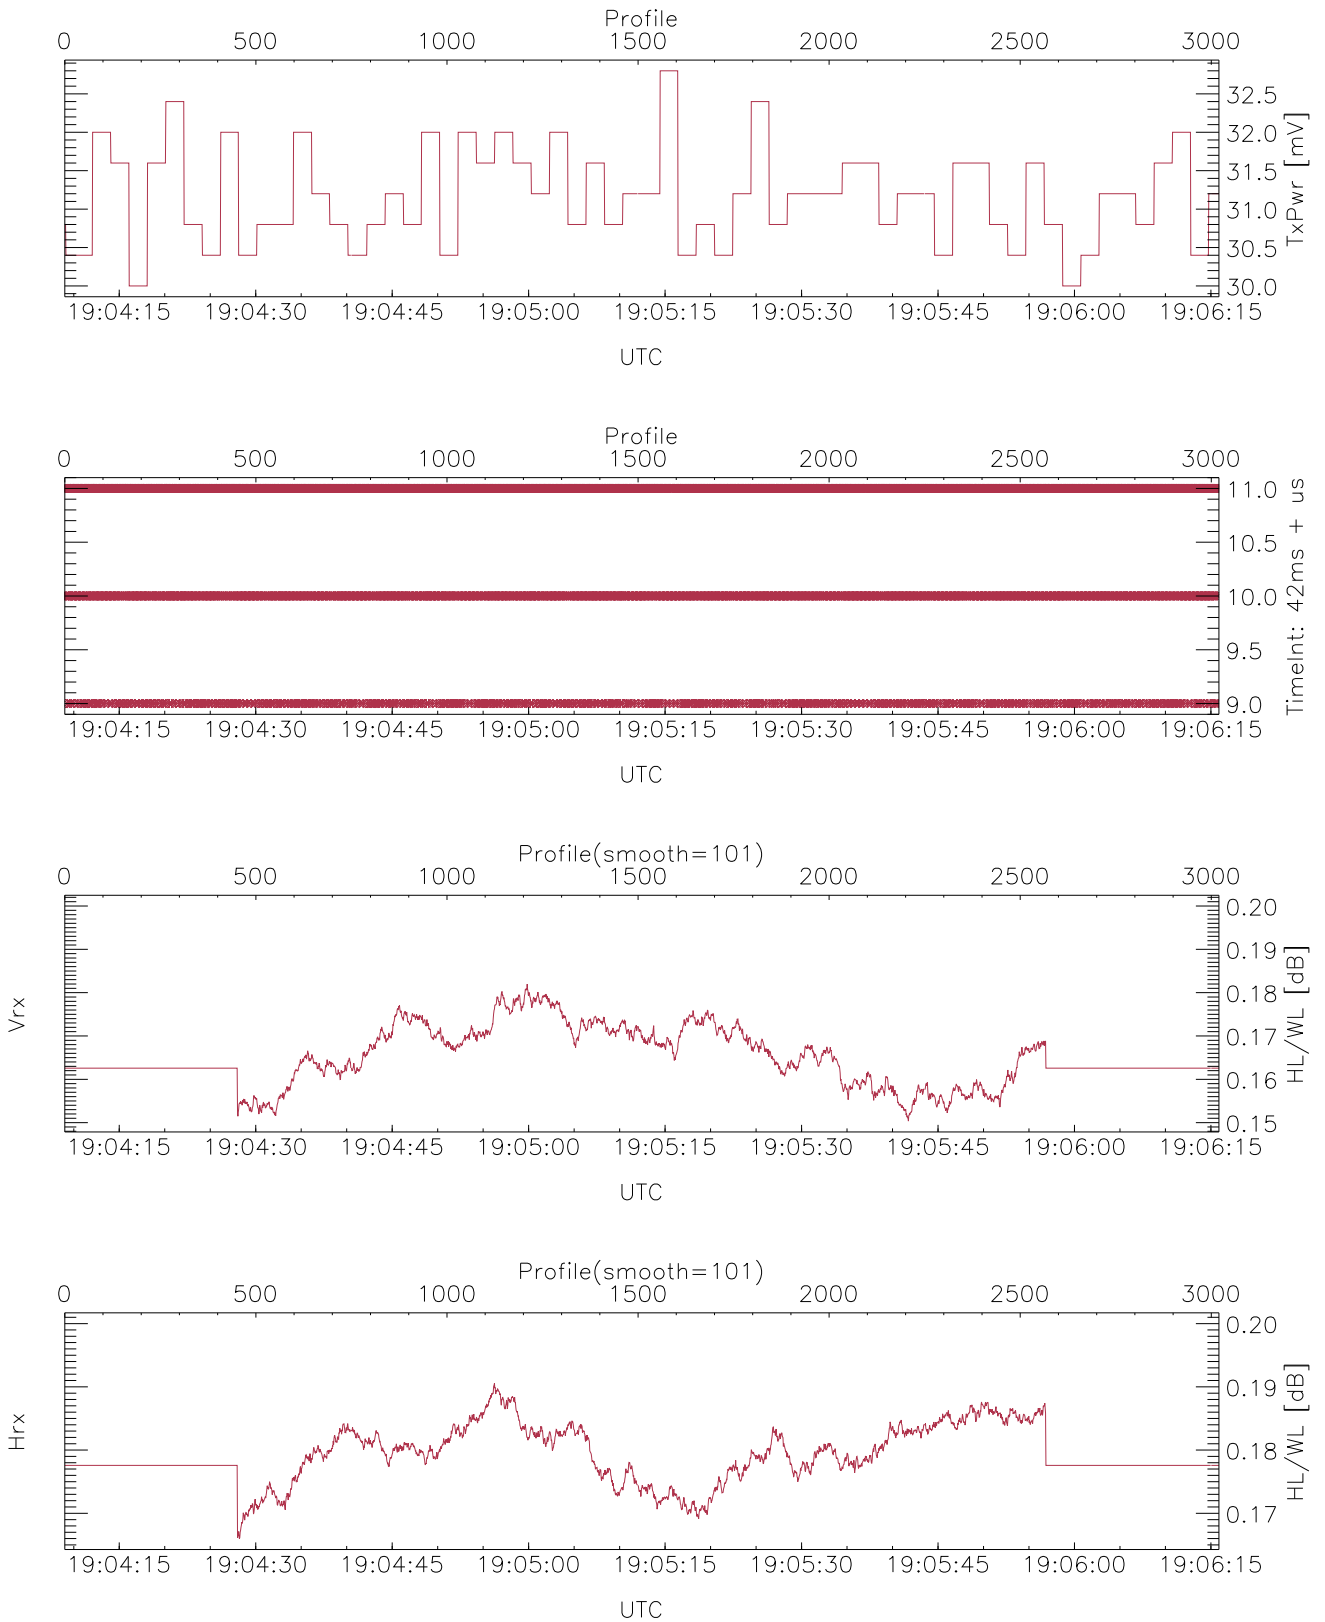 Profile
0 500 1000 1500 2000 2500 3000
32.5
32.0
31.5
31.0
30.5
30.0
TxPwr [mV]
19:04:15 19:04:30 19:04:45 19:05:00 19:05:15 19:05:30 19:05:45 19:06:00 19:06:15
UTC
Profile
0 500 1000 1500 2000 2500 3000
11.0
10.5
10.0
9.5
9.0
TimeInt: 42ms + us
19:04:15 19:04:30 19:04:45 19:05:00 19:05:15 19:05:30 19:05:45 19:06:00 19:06:15
UTC
Profile(smooth=101)
0 500 1000 1500 2000 2500 3000
Vrx
0.20
0.19
0.18
0.17
0.16
0.15
HL/WL [dB]
19:04:15 19:04:30 19:04:45 19:05:00 19:05:15 19:05:30 19:05:45 19:06:00 19:06:15
UTC
Profile(smooth=101)
0 500 1000 1500 2000 2500 3000
Hrx
0.20
0.19
0.18
0.17
HL/WL [dB]
19:04:15 19:04:30 19:04:45 19:05:00 19:05:15 19:05:30 19:05:45 19:06:00 19:06:15
UTC